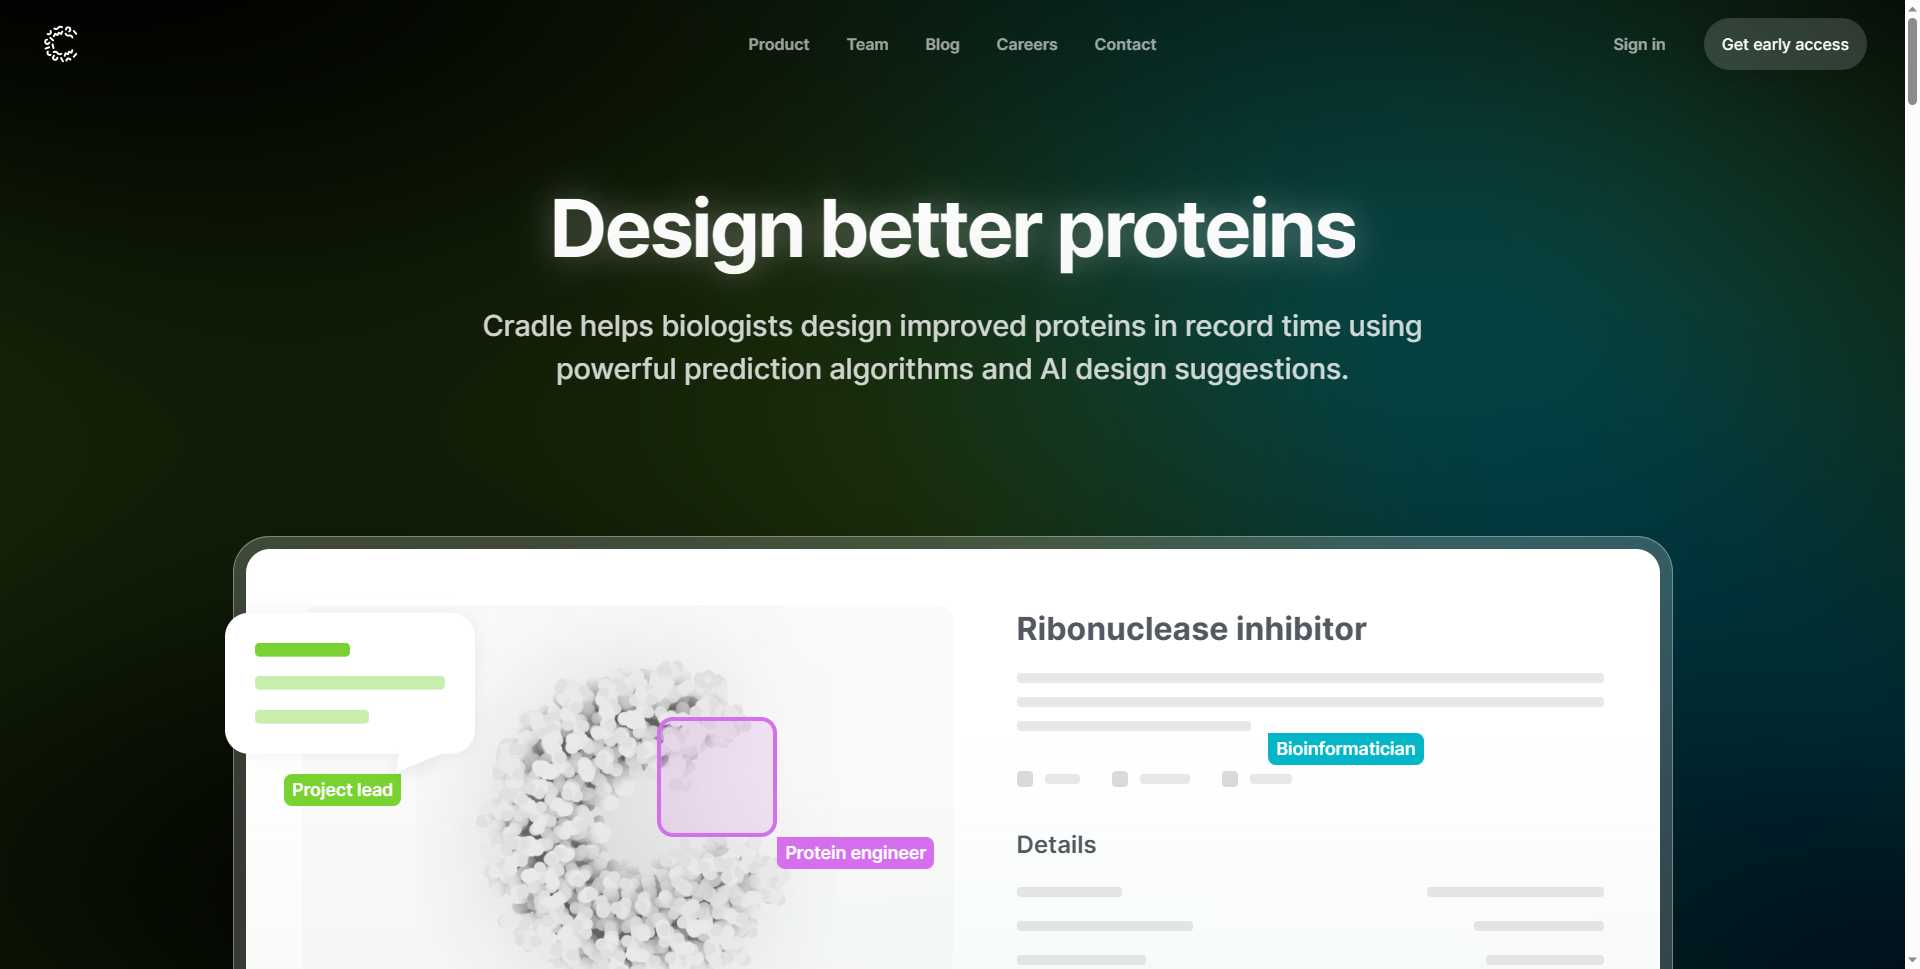 Product
Team
Blog
Careers
Contact
Sign in
Get early access
Design better proteins
Cradle helps biologists design improved proteins in record time using
powerful prediction algorithms and AI design suggestions.
Project lead
Protein engineer
Ribonuclease inhibitor
Bioinformatician
Details